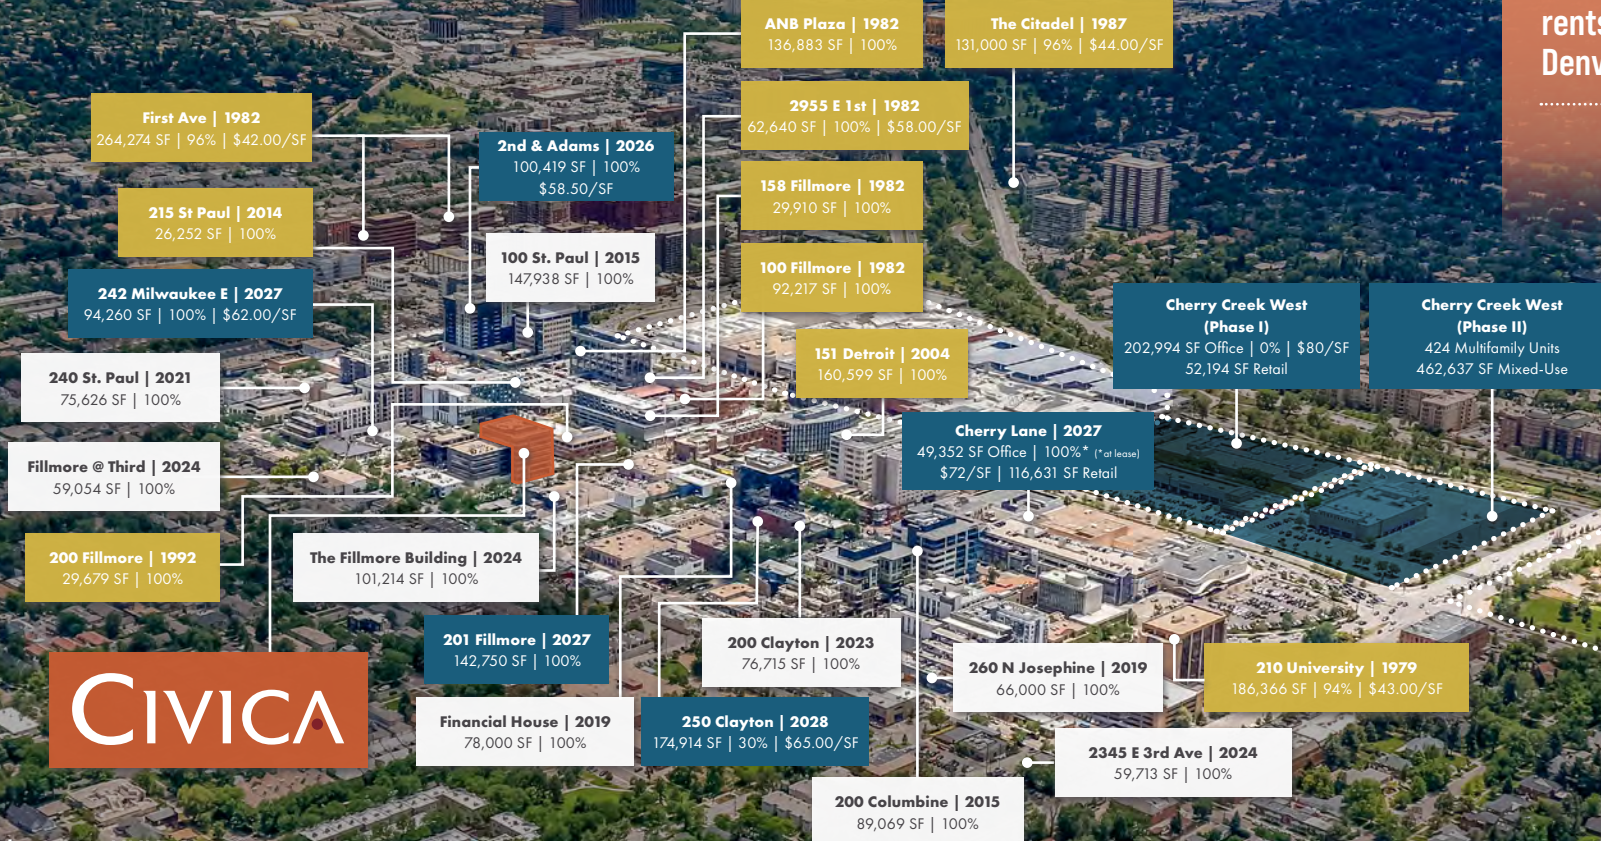 ANB Plaza | 1982
136,883 SF | 100%
The Citadel | 1987
131,000 SF | 96% | $44.00/SF
rents
Denv
First Ave | 1982
264,274 SF | 96% | $42.00/SF
2955 E 1st | 1982
62,640 SF | 100% | $58.00/SF
2nd & Adams | 2026
100,419 SF | 100%
$58.50/SF
158 Fillmore | 1982
29,910 SF | 100%
215 St Paul | 2014
26,252 SF | 100%
100 St. Paul | 2015
147,938 SF | 100%
100 Fillmore | 1982
92,217 SF | 100%
242 Milwaukee E | 2027
94,260 SF | 100% | $62.00/SF
Cherry Creek West
(Phase I)
202,994 SF Office | 0% | $80/SF
52,194 SF Retail
Cherry Creek West
(Phase II)
424 Multifamily Units
462,637 SF Mixed-Use
151 Detroit | 2004
160,599 SF | 100%
240 St. Paul | 2021
75,626 SF | 100%
Cherry Lane | 2027
49,352 SF Office | 100%* (*at lease)
$72/SF | 116,631 SF Retail
Fillmore @ Third | 2024
59,054 SF | 100%
200 Fillmore | 1992
29,679 SF | 100%
The Fillmore Building | 2024
101,214 SF | 100%
201 Fillmore | 2027
142,750 SF | 100%
200 Clayton | 2023
76,715 SF | 100%
260 N Josephine | 2019
66,000 SF | 100%
210 University | 1979
186,366 SF | 94% | $43.00/SF
CIVICA
Financial House | 2019
78,000 SF | 100%
250 Clayton | 2028
174,914 SF | 30% | $65.00/SF
2345 E 3rd Ave | 2024
59,713 SF | 100%
200 Columbine | 2015
89,069 SF | 100%